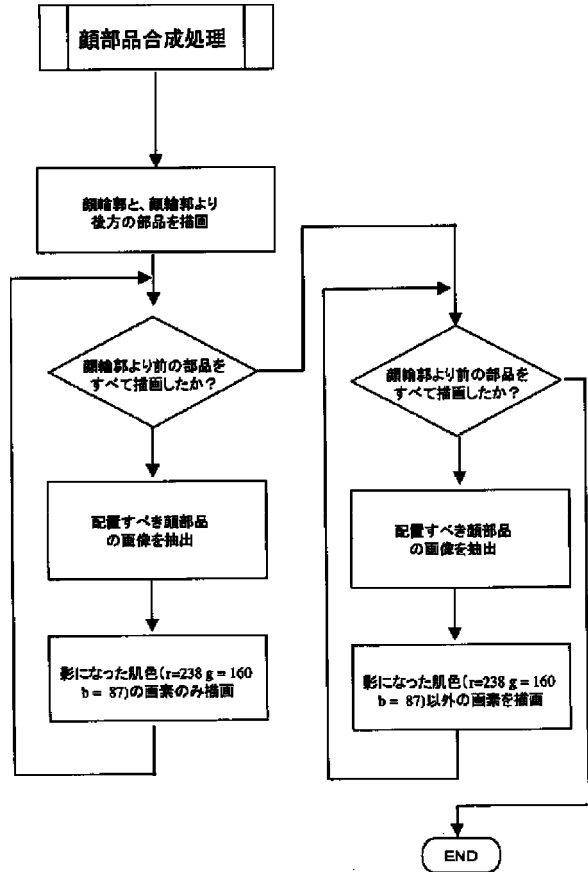 顔部品合成処理
顔輪郭と、顔輪郭より
後方の部品を描画
顔輪郭より前の部品を
すべて描画したか？
配置すべき顔部品
の画像を抽出
影になった肌色(r=238 g = 160
b = 87)の画素のみ描画
顔輪郭より前の部品を
すべて描画したか？
配置すべき顔部品
の画像を抽出
影になった肌色(r=238 g = 160
b = 87)以外の画素を描画
END